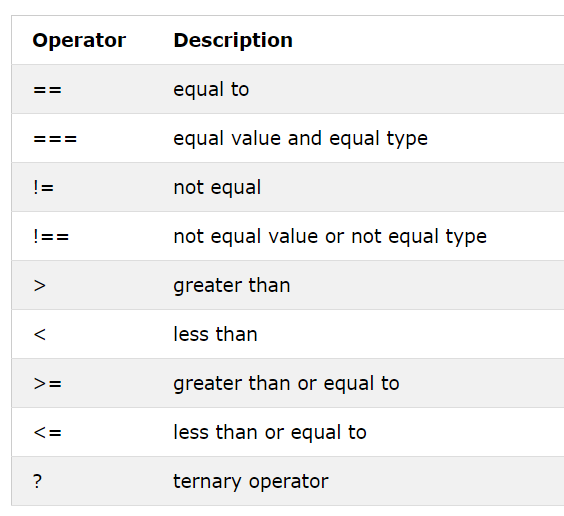 Operator Description
== equal to
=== equal value and equal type
!= not equal
!== not equal value or not equal type
> greater than
< less than
>= greater than or equal to
<= less than or equal to
? ternary operator